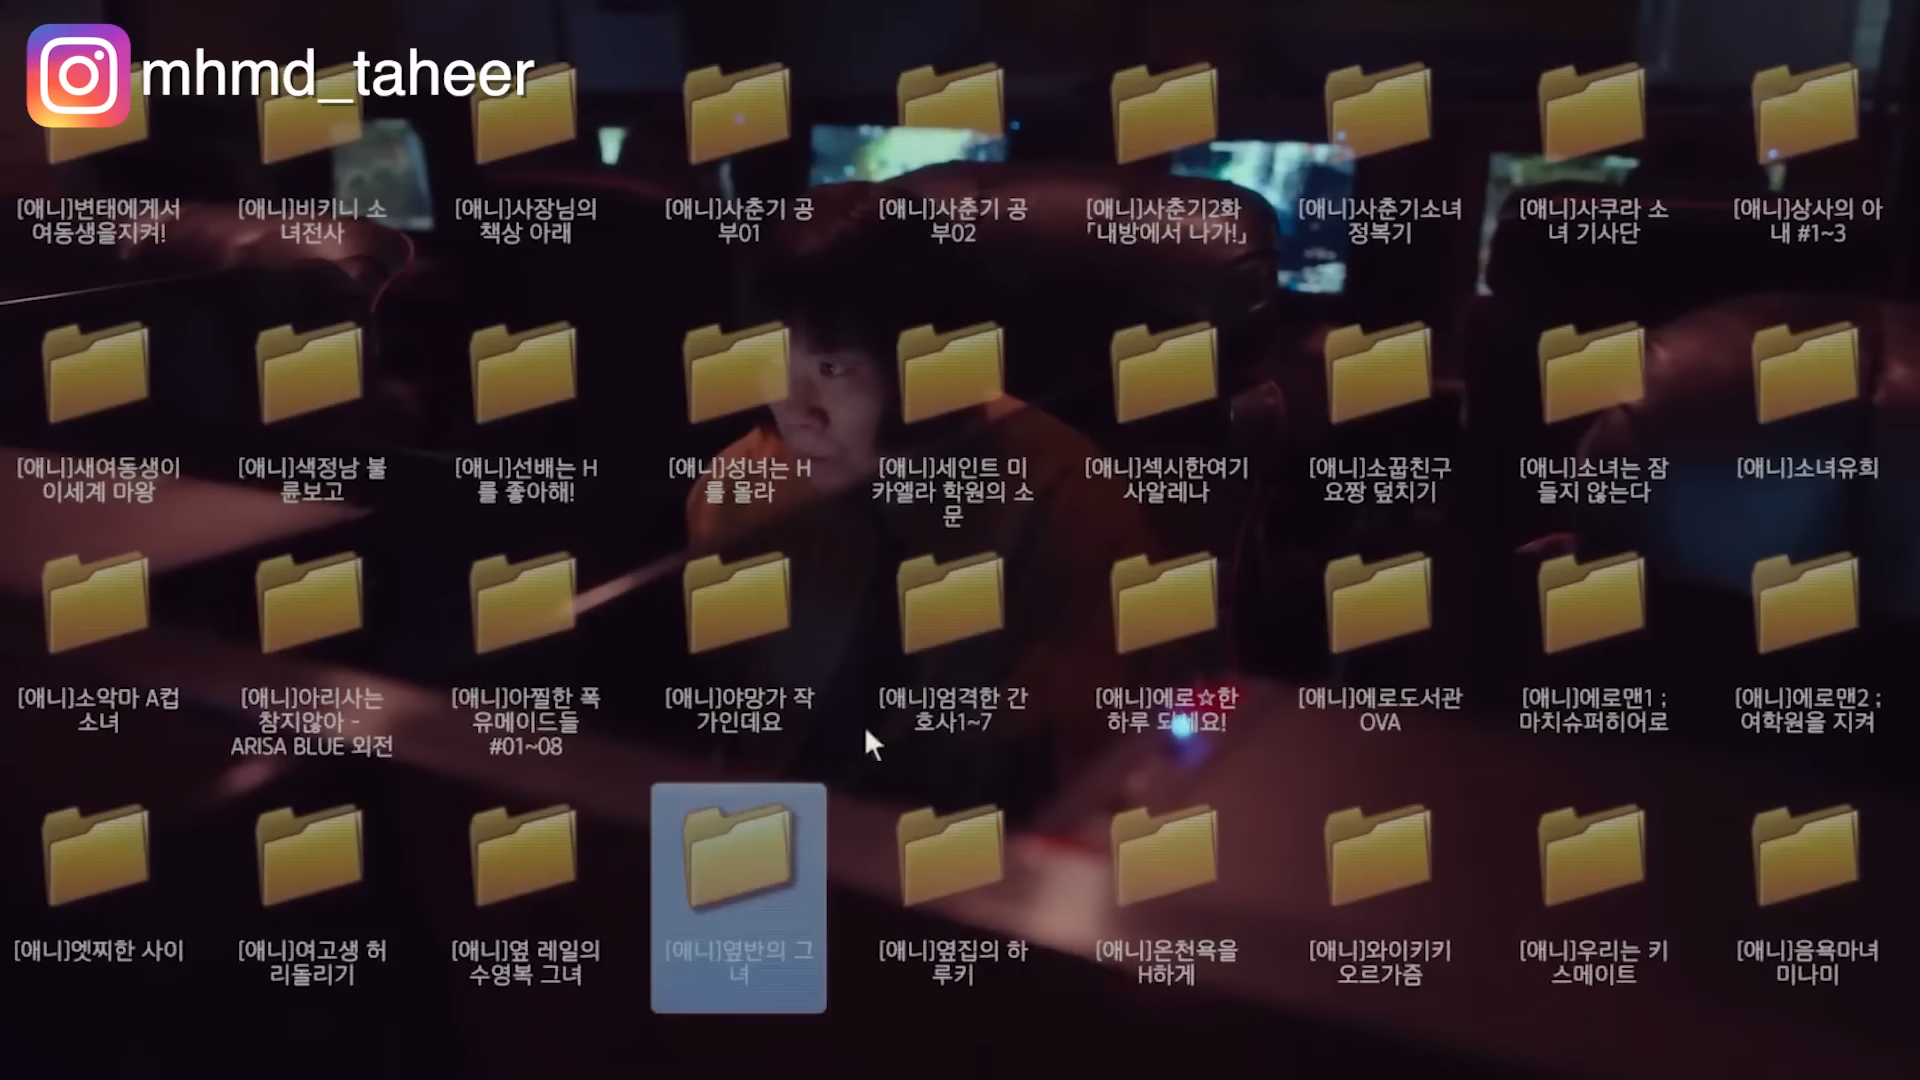 mhmd_taheer
[애니]변태에게서
여동생을지켜!
[애니]비키니 소
녀전사
[애니]사장님의
책상 아래
[애니]사춘기 공
부01
[애니]사춘기 공
부02
[애니]사춘기2화
「내방에서 나가!」
[애니]사춘기소녀
정복기
[애니]사쿠라 소
녀 기사단
[애니]상사의 아
내 #1~3
[애니]새여동생이
이세계 마왕
[애니]색정남 불
륜보고
[애니]선배는 H
를 좋아해!
[애니]성녀는 H
를 몰라
[애니]세인트 미
카엘라 학원의 소
문
[애니]섹시한여기
사알레나
[애니]소꿉친구
요짱 덮치기
[애니]소녀는 잠
들지 않는다
[애니]소녀유희
[애니]소악마 A컵
소녀
[애니]아리사는
참지않아 -
ARISA BLUE 외전
[애니]아찔한 폭
유메이드들
#01~08
[애니]야망가 작
가인데요
[애니]엄격한 간
호사1~7
[애니]에로☆한
하루 되세요!
[애니]에로도서관
OVA
[애니]에로맨1 ;
마치슈퍼히어로
[애니]에로맨2 ;
여학원을 지켜
[애니]엣찌한 사이
[애니]여고생 허
리돌리기
[애니]옆 레일의
수영복 그녀
[애니]옆반의 그
녀
[애니]옆집의 하
루키
[애니]온천욕을
H하게
[애니]와이키키
오르가즘
[애니]우리는 키
스메이트
[애니]음욕마녀
미나미